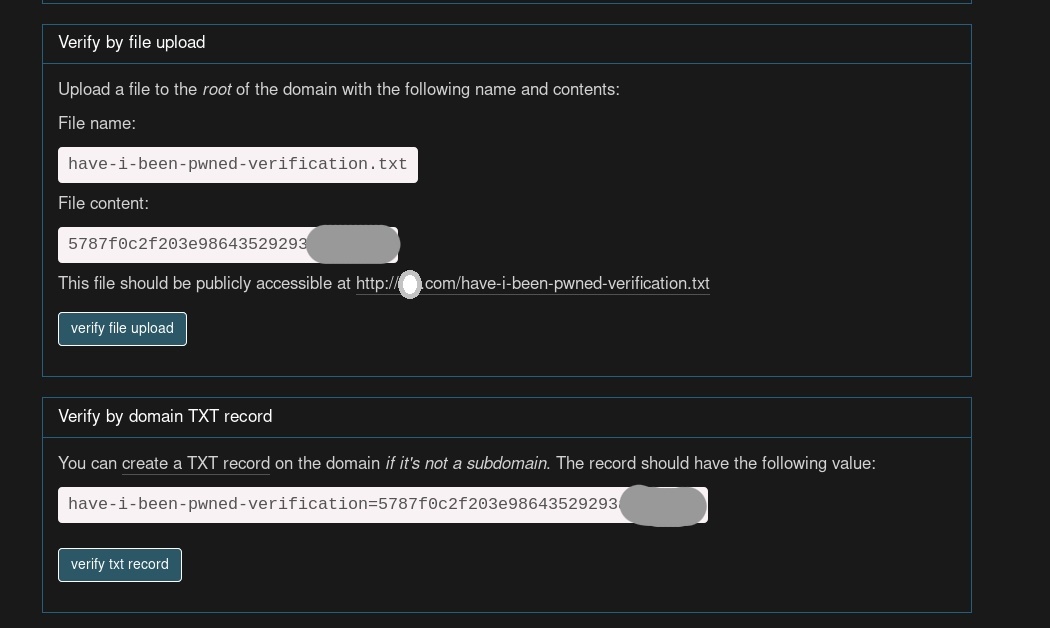 Verify by file upload
Upload a file to the root of the domain with the following name and contents:
File name:
have-i-been-pwned-verification.txt
File content:
5787f0c2f203e98643529293
This file should be publicly accessible at http://.com/have-i-been-pwned-verification.txt
verify file upload
Verify by domain TXT record
You can create a TXT record on the domain if it's not a subdomain. The record should have the following value:
have-i-been-pwned-verification=5787f0c2f203e98643529293
verify txt record